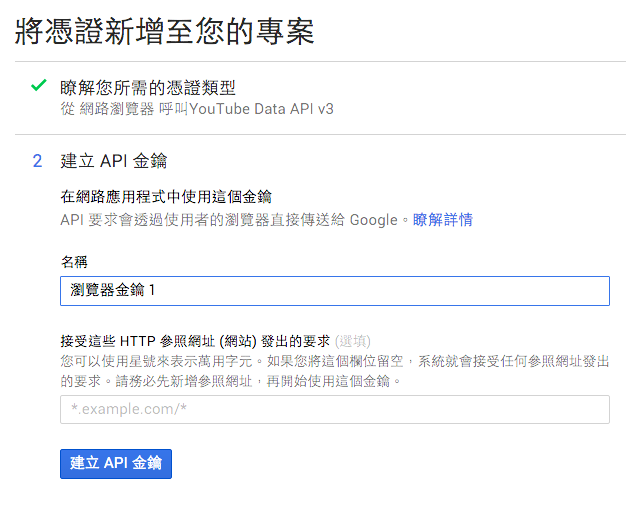 將憑證新增至您的專案
瞭解您所需的憑證類型
從 網路瀏覽器 呼叫YouTube Data API v3
2 建立 API 金鑰
在網路應用程式中使用這個金鑰
API 要求會透過使用者的瀏覽器直接傳送給 Google。瞭解詳情
名稱
瀏覽器金鑰 1
接受這些 HTTP 參照網址 (網站) 發出的要求 (選填)
您可以使用星號來表示萬用字元。如果您將這個欄位留空，系統就會接受任何參照網址發出
的要求。請務必先新增參照網址，再開始使用這個金鑰。
*.example.com/*
建立 API 金鑰